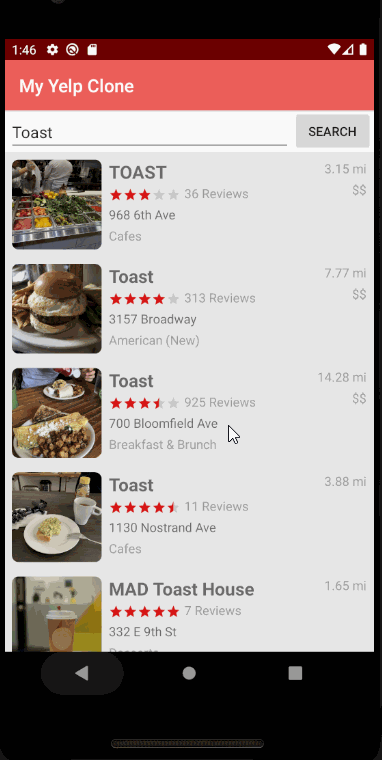 1:46
My Yelp Clone
Toast
SEARCH
TOAST
3.15 mi
36 Reviews
$$
968 6th Ave
Cafes
Toast
7.77 mi
313 Reviews
$$
3157 Broadway
American (New)
Toast
14.28 mi
925 Reviews
$$
700 Bloomfield Ave
Breakfast & Brunch
Toast
3.88 mi
11 Reviews
1130 Nostrand Ave
Cafes
MAD Toast House
1.65 mi
7 Reviews
332 E 9th St